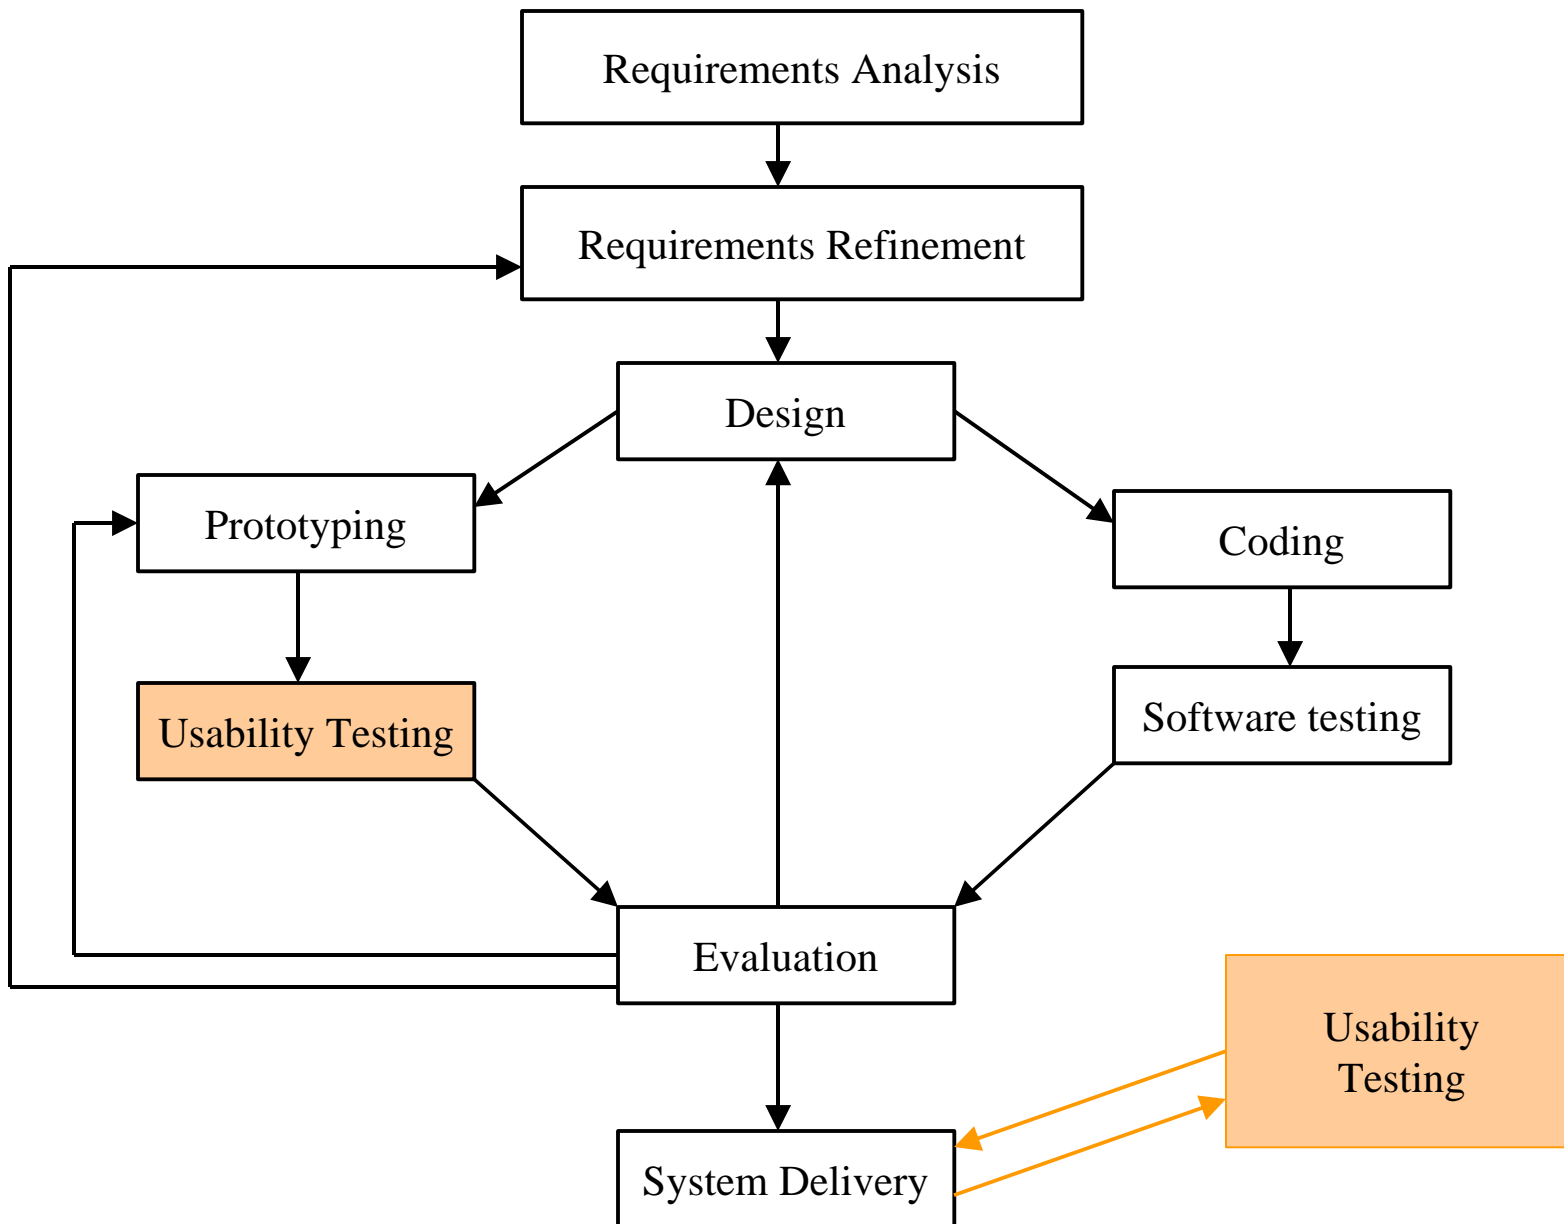 Requirements Analysis
Requirements Refinement
Design
Prototyping
Coding
Usability Testing
Software testing
Evaluation
Usability
Testing
System Delivery